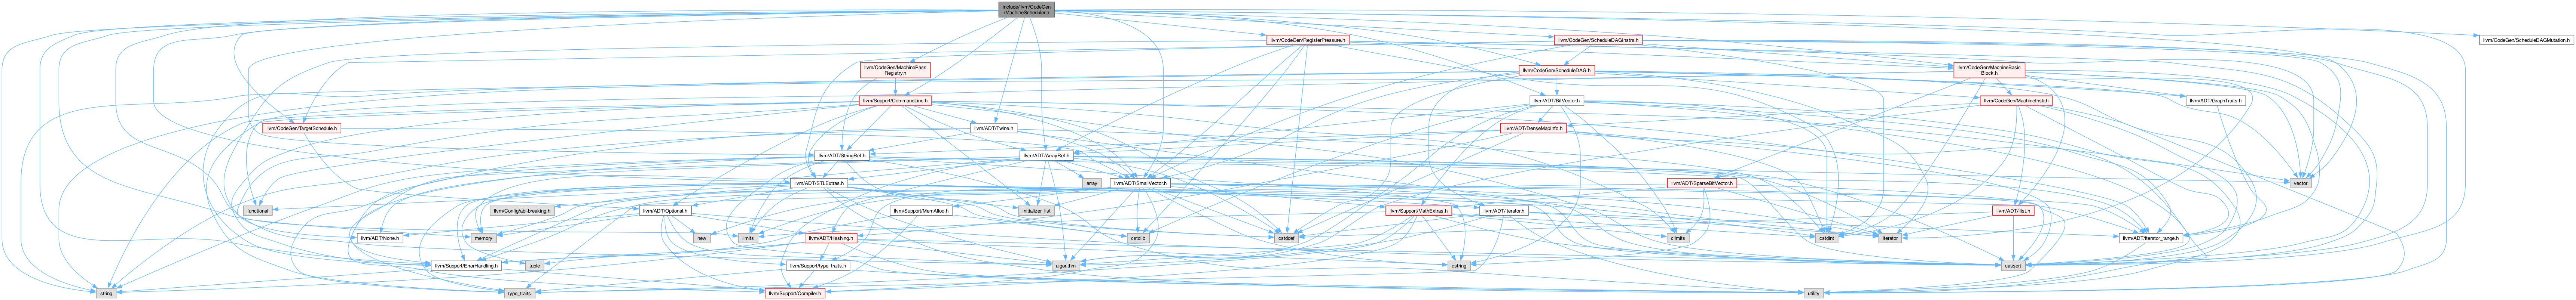 include/llvm/CodeGen
/MachineScheduler.h
llvm/CodeGen/RegisterPressure.h
llvm/CodeGen/ScheduleDAGInstrs.h
llvm/CodeGen/ScheduleDAGMutation.h
llvm/CodeGen/MachinePass
Registry.h
llvm/CodeGen/ScheduleDAG.h
llvm/CodeGen/MachineBasic
Block.h
llvm/Support/CommandLine.h
llvm/ADT/BitVector.h
llvm/CodeGen/MachineInstr.h
llvm/ADT/GraphTraits.h
llvm/CodeGen/TargetSchedule.h
llvm/ADT/Twine.h
llvm/ADT/DenseMapInfo.h
llvm/ADT/StringRef.h
llvm/ADT/ArrayRef.h
llvm/ADT/STLExtras.h
array
llvm/ADT/SmallVector.h
llvm/ADT/SparseBitVector.h
vector
functional
llvm/Config/abi-breaking.h
llvm/ADT/Optional.h
initializer_list
llvm/Support/MemAlloc.h
llvm/Support/MathExtras.h
llvm/ADT/iterator.h
llvm/ADT/ilist.h
llvm/ADT/None.h
memory
new
limits
llvm/ADT/Hashing.h
cstdlib
cstddef
climits
cstdint
iterator
llvm/ADT/iterator_range.h
llvm/Support/ErrorHandling.h
tuple
llvm/Support/type_traits.h
algorithm
cstring
cassert
string
type_traits
llvm/Support/Compiler.h
utility